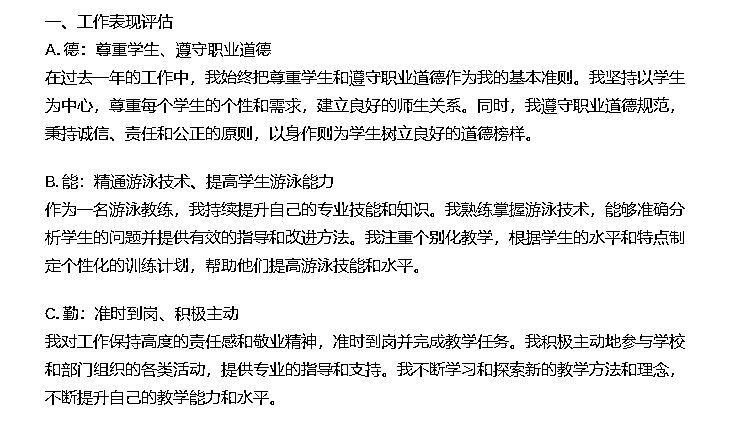 一、工作表现评估
A. 德：尊重学生、遵守职业道德
在过去一年的工作中，我始终把尊重学生和遵守职业道德作为我的基本准则。我坚持以学生
为中心，尊重每个学生的个性和需求，建立良好的师生关系。同时，我遵守职业道德规范，
秉持诚信、责任和公正的原则，以身作则为学生树立良好的道德榜样。
B. 能：精通游泳技术、提高学生游泳能力
作为一名游泳教练，我持续提升自己的专业技能和知识。我熟练掌握游泳技术，能够准确分
析学生的问题并提供有效的指导和改进方法。我注重个别化教学，根据学生的水平和特点制
定个性化的训练计划，帮助他们提高游泳技能和水平。
C. 勤：准时到岗、积极主动
我对工作保持高度的责任感和敬业精神，准时到岗并完成教学任务。我积极主动地参与学校
和部门组织的各类活动，提供专业的指导和支持。我不断学习和探索新的教学方法和理念，
不断提升自己的教学能力和水平。